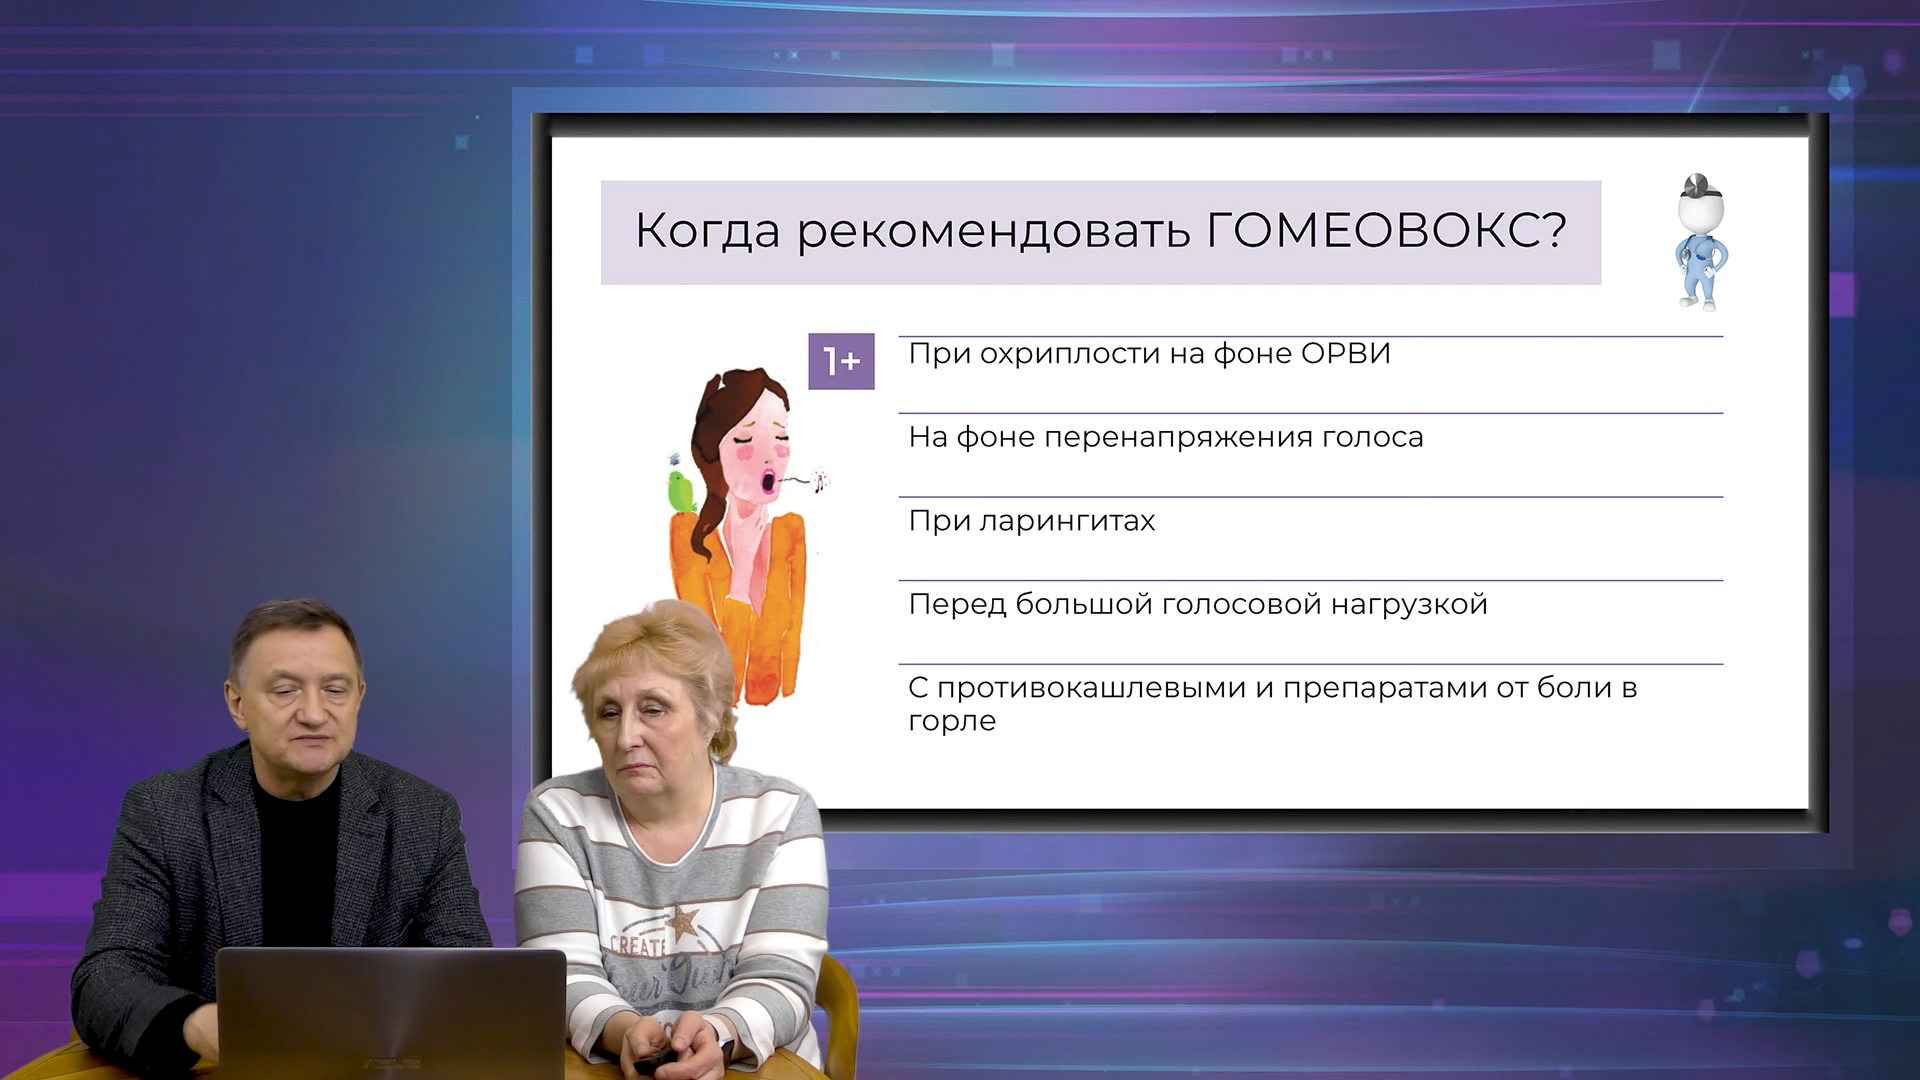 Когда рекомендовать ГОМЕОВОКС?
1+
При охриплости на фоне ОРВИ
На фоне перенапряжения голоса
При ларингитах
Перед большой голосовой нагрузкой
С противокашлевыми и препаратами от боли в
горле
CREATE